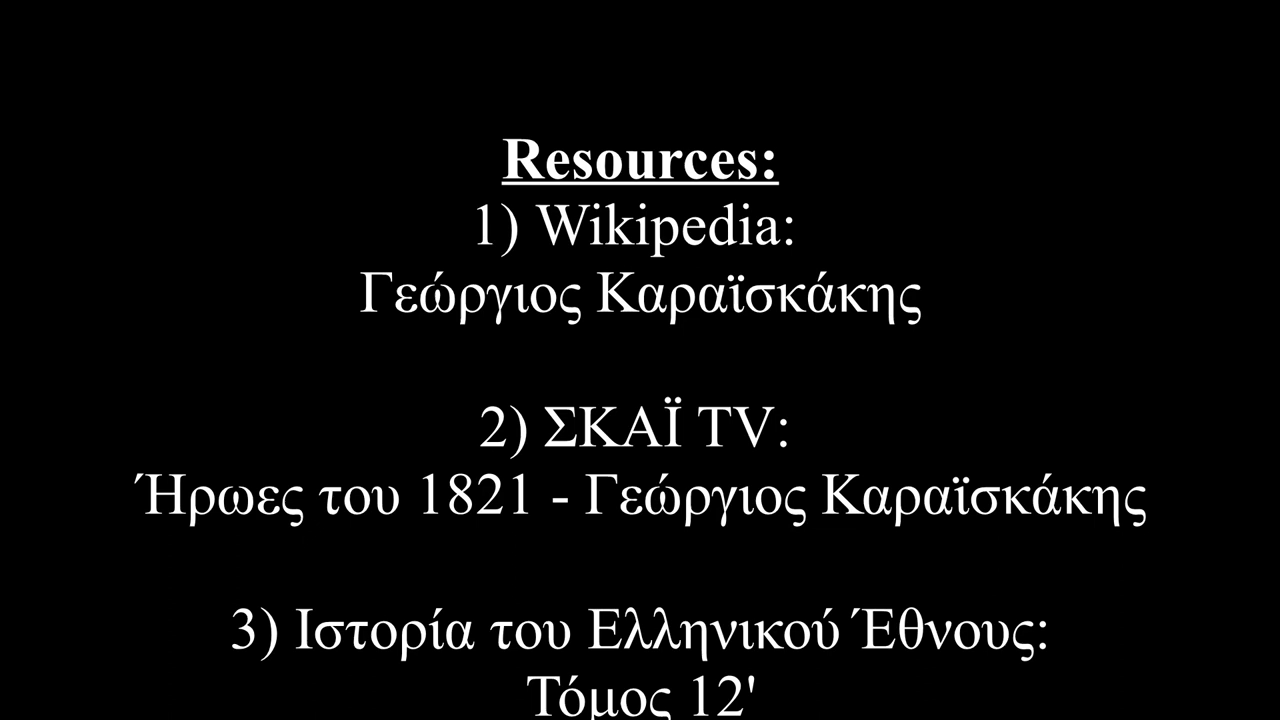 Resources:
1) Wikipedia:
Γεώργιος Καραϊσκάκης
2) ΣΚΑΪ TV:
Ήρωες του 1821 - Γεώργιος Καραϊσκάκης
3) Ιστορία του Ελληνικού Έθνους:
Τόμος 12'